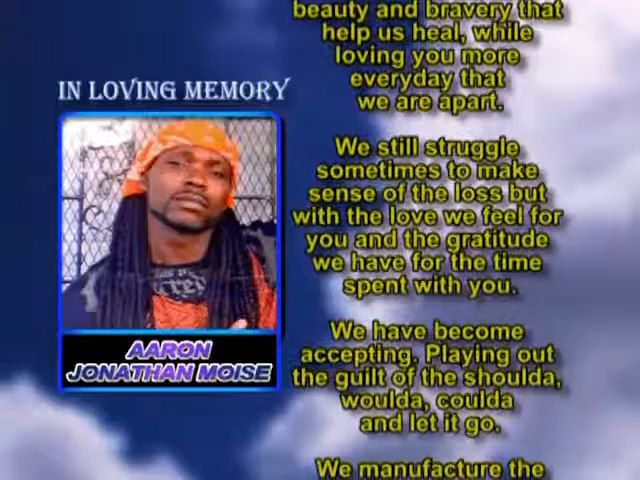 IN LOVING MEMORY
AARON
JONATHAN MOISE
beauty and bravery that
help us heal, while
loving you more
everyday that
we are apart.
We still struggle
sometimes to make
sense of the loss but
with the love we feel for
you and the gratitude
we have for the time
spent with you.
We have become
accepting. Playing out
the guilt of the shoulda,
woulda, coulda
and let it go.
We manufacture the